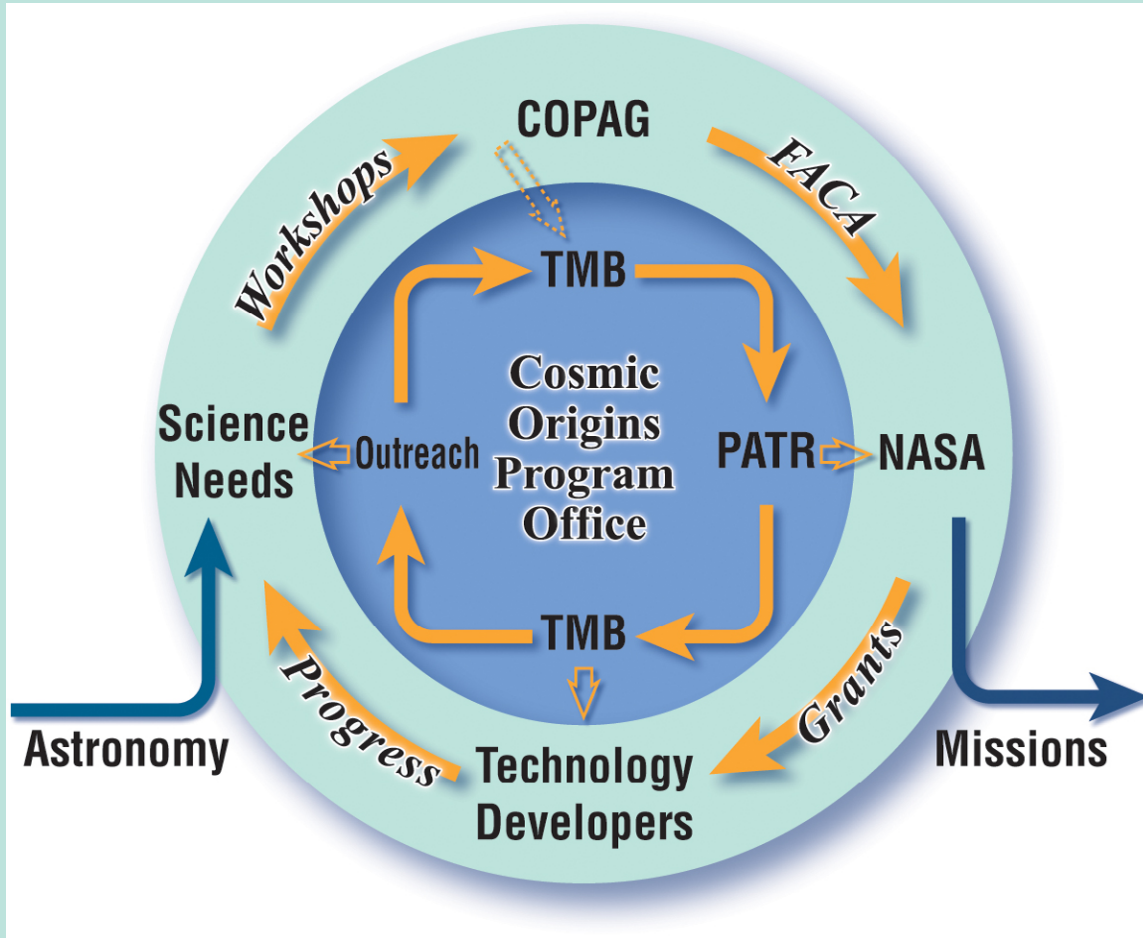 COPAG
Workshops
FACA
TMB
Cosmic
Origins
Program
Office
Science
Needs
Outreach
PATR
NASA
TMB
Progress
Grants
Technology
Developers
Astronomy
Missions